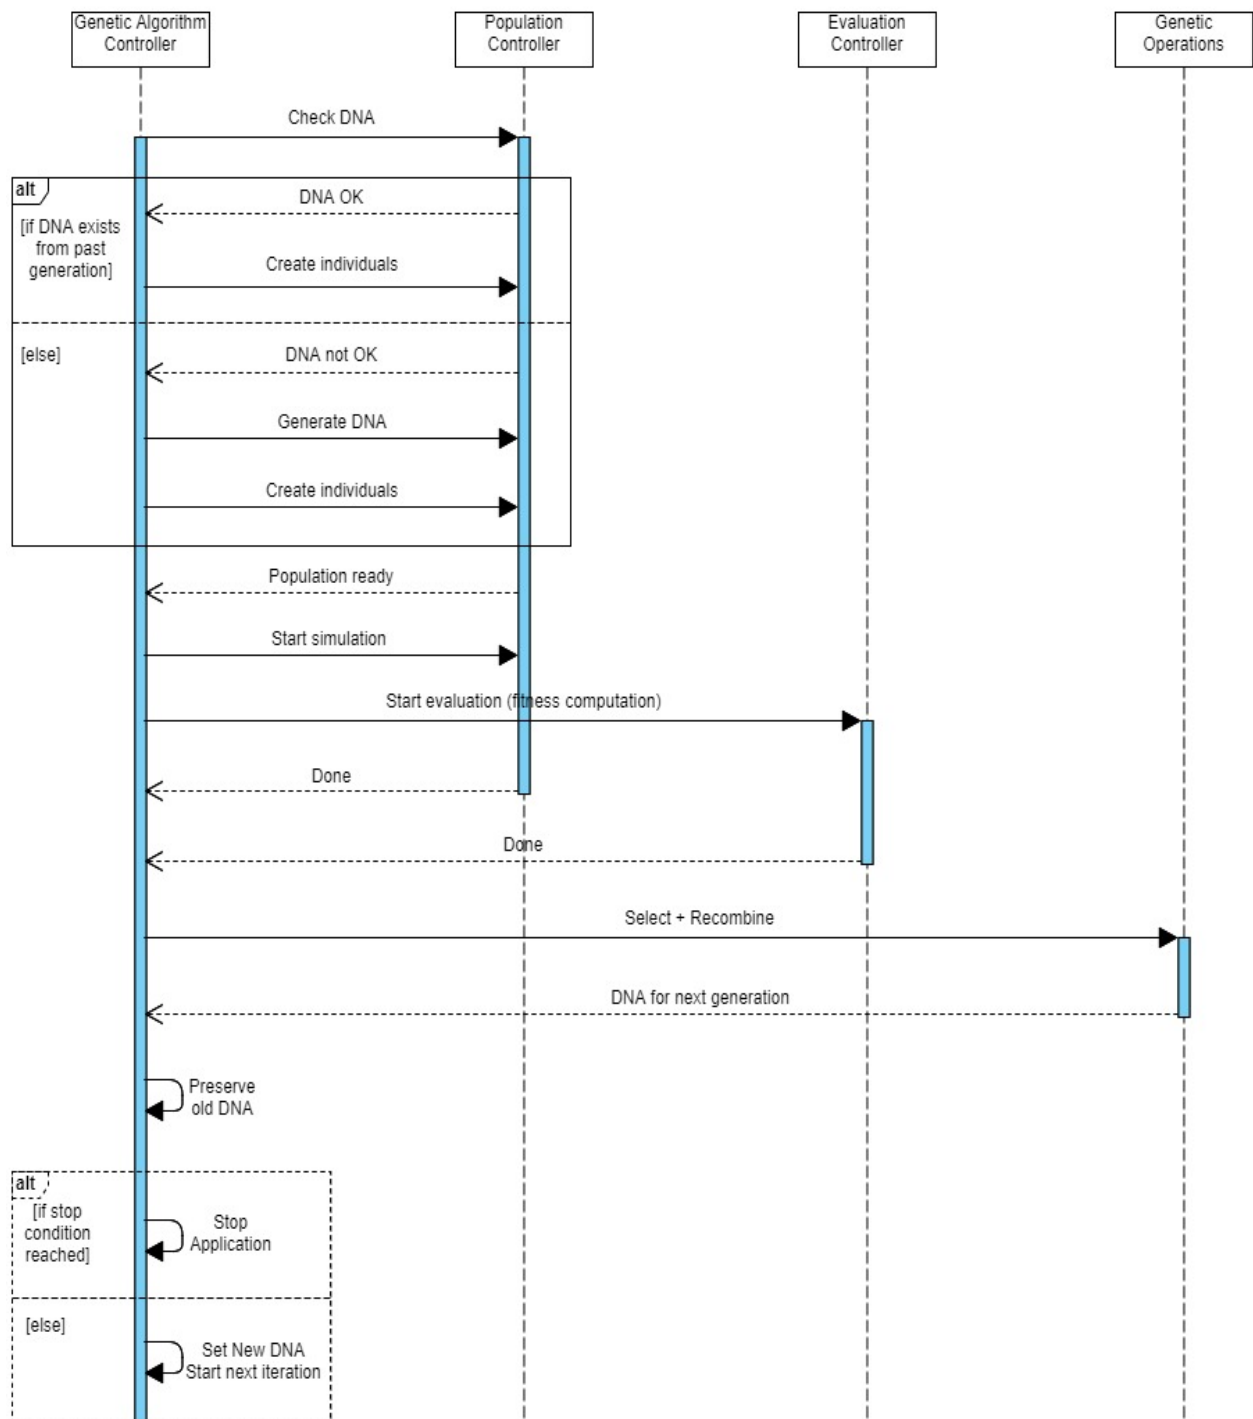 Genetic Algorithm
Controller
Population
Controller
Evaluation
Controller
Genetic
Operations
Check DNA
alt
DNA OK
[if DNA exists
from past
generation]
Create individuals
[else]
DNA not OK
Generate DNA
Create individuals
Population ready
Start simulation
Start evaluation (fitness computation)
Done
Done
Select + Recombine
DNA for next generation
Preserve
old DNA
alt
[if stop
condition
reached]
Stop
Application
[else]
Set New DNA
Start next iteration